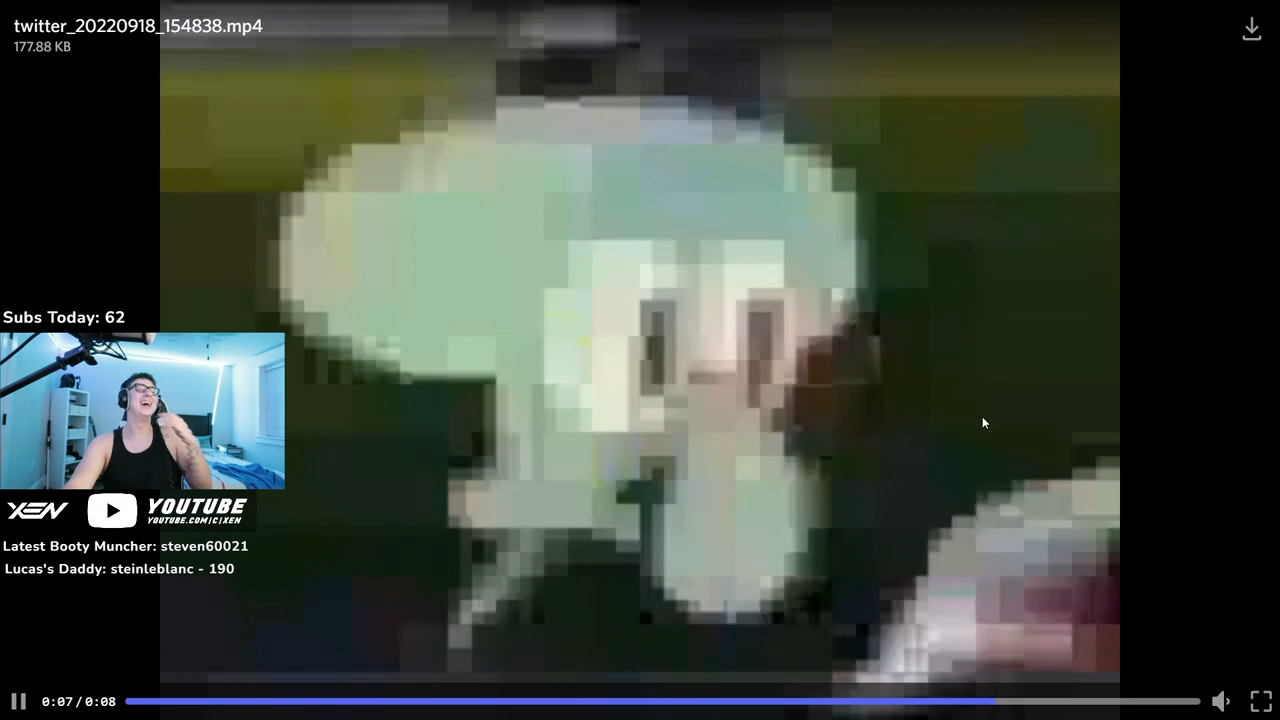 twitter_20220918_154838.mp4
177.88 KB
Subs Today: 62
XEN YOUTUBE
YOUTUBE.COM/C/XEN
Latest Booty Muncher: steven60021
Lucas's Daddy: steinleblanc - 190
0:07 / 0:08